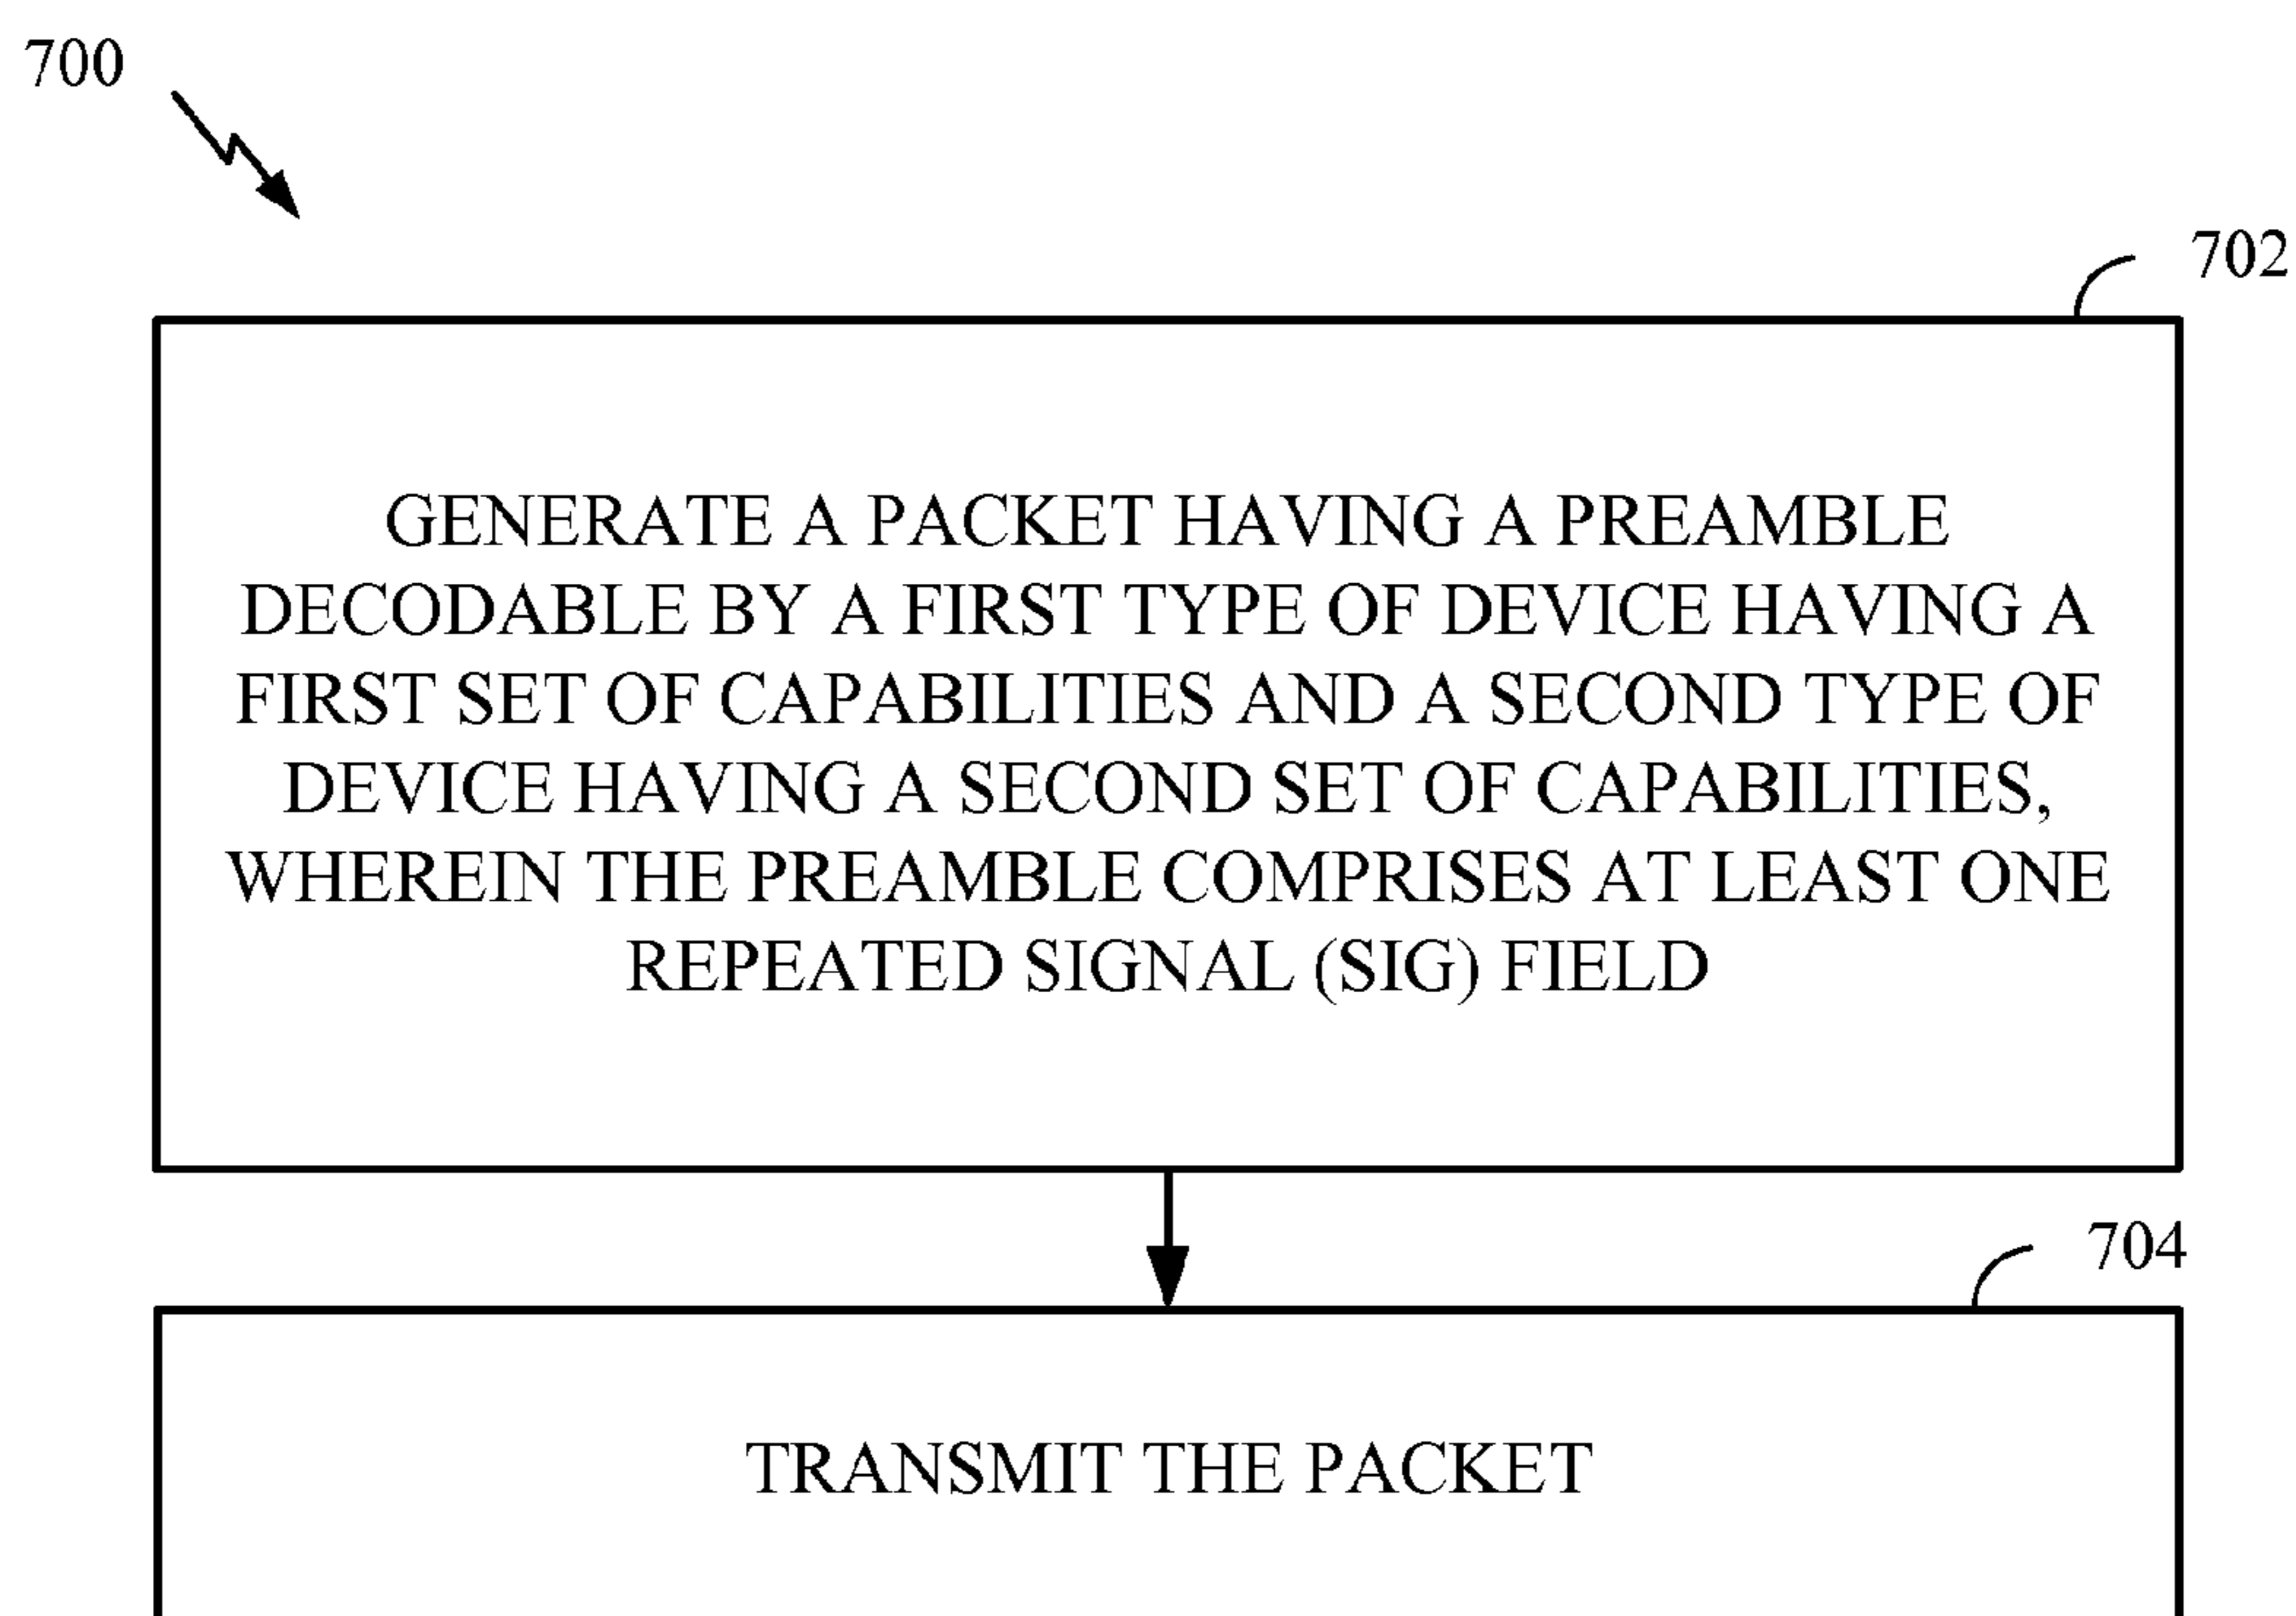 700
702
GENERATE A PACKET HAVING A PREAMBLE
DECODABLE BY A FIRST TYPE OF DEVICE HAVING A
FIRST SET OF CAPABILITIES AND A SECOND TYPE OF
DEVICE HAVING A SECOND SET OF CAPABILITIES,
WHEREIN THE PREAMBLE COMPRISES AT LEAST ONE
REPEATED SIGNAL (SIG) FIELD
704
TRANSMIT THE PACKET